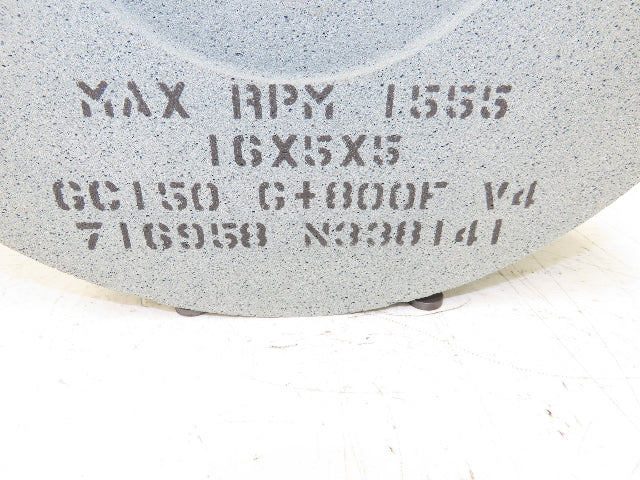 MAX RPM 1555
16X5X5
GC150 G+800F V4
716958 N338141